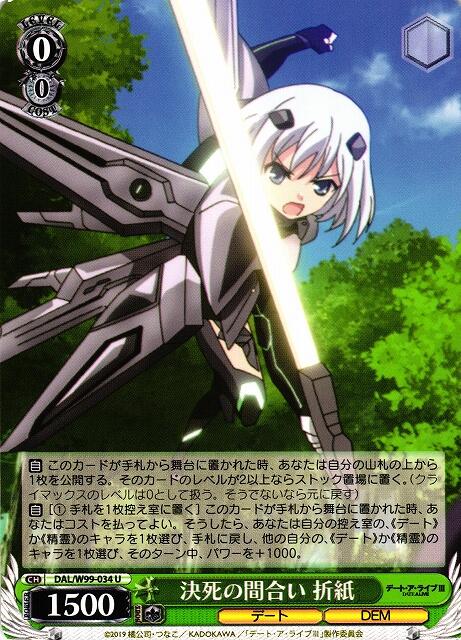 LEVEL
0
0
COST
自 このカードが手札から舞台に置かれた時、あなたは自分の山札の上から
1枚を公開する。そのカードのレベルが2以上ならストック置場に置く。(クラ
イマックスのレベルは0として扱う。そうでないなら元に戻す)
自 [① 手札を1枚控え室に置く] このカードが手札から舞台に置かれた時、あ
なたはコストを払ってよい。そうしたら、あなたは自分の控え室の、《デート》
か《精霊》のキャラを1枚選び、手札に戻し、他の自分の、《デート》か《精霊》の
キャラを1枚選び、そのターン中、パワーを+1000。
CH DAL/W99-034 U
POWER 1500
決死の間合い 折紙
デート・ア・ライブⅢ
DATE A LIVE
デート DEM
©2019 橘公司・つなこ/KADOKAWA/「デート・ア・ライブⅢ」製作委員会